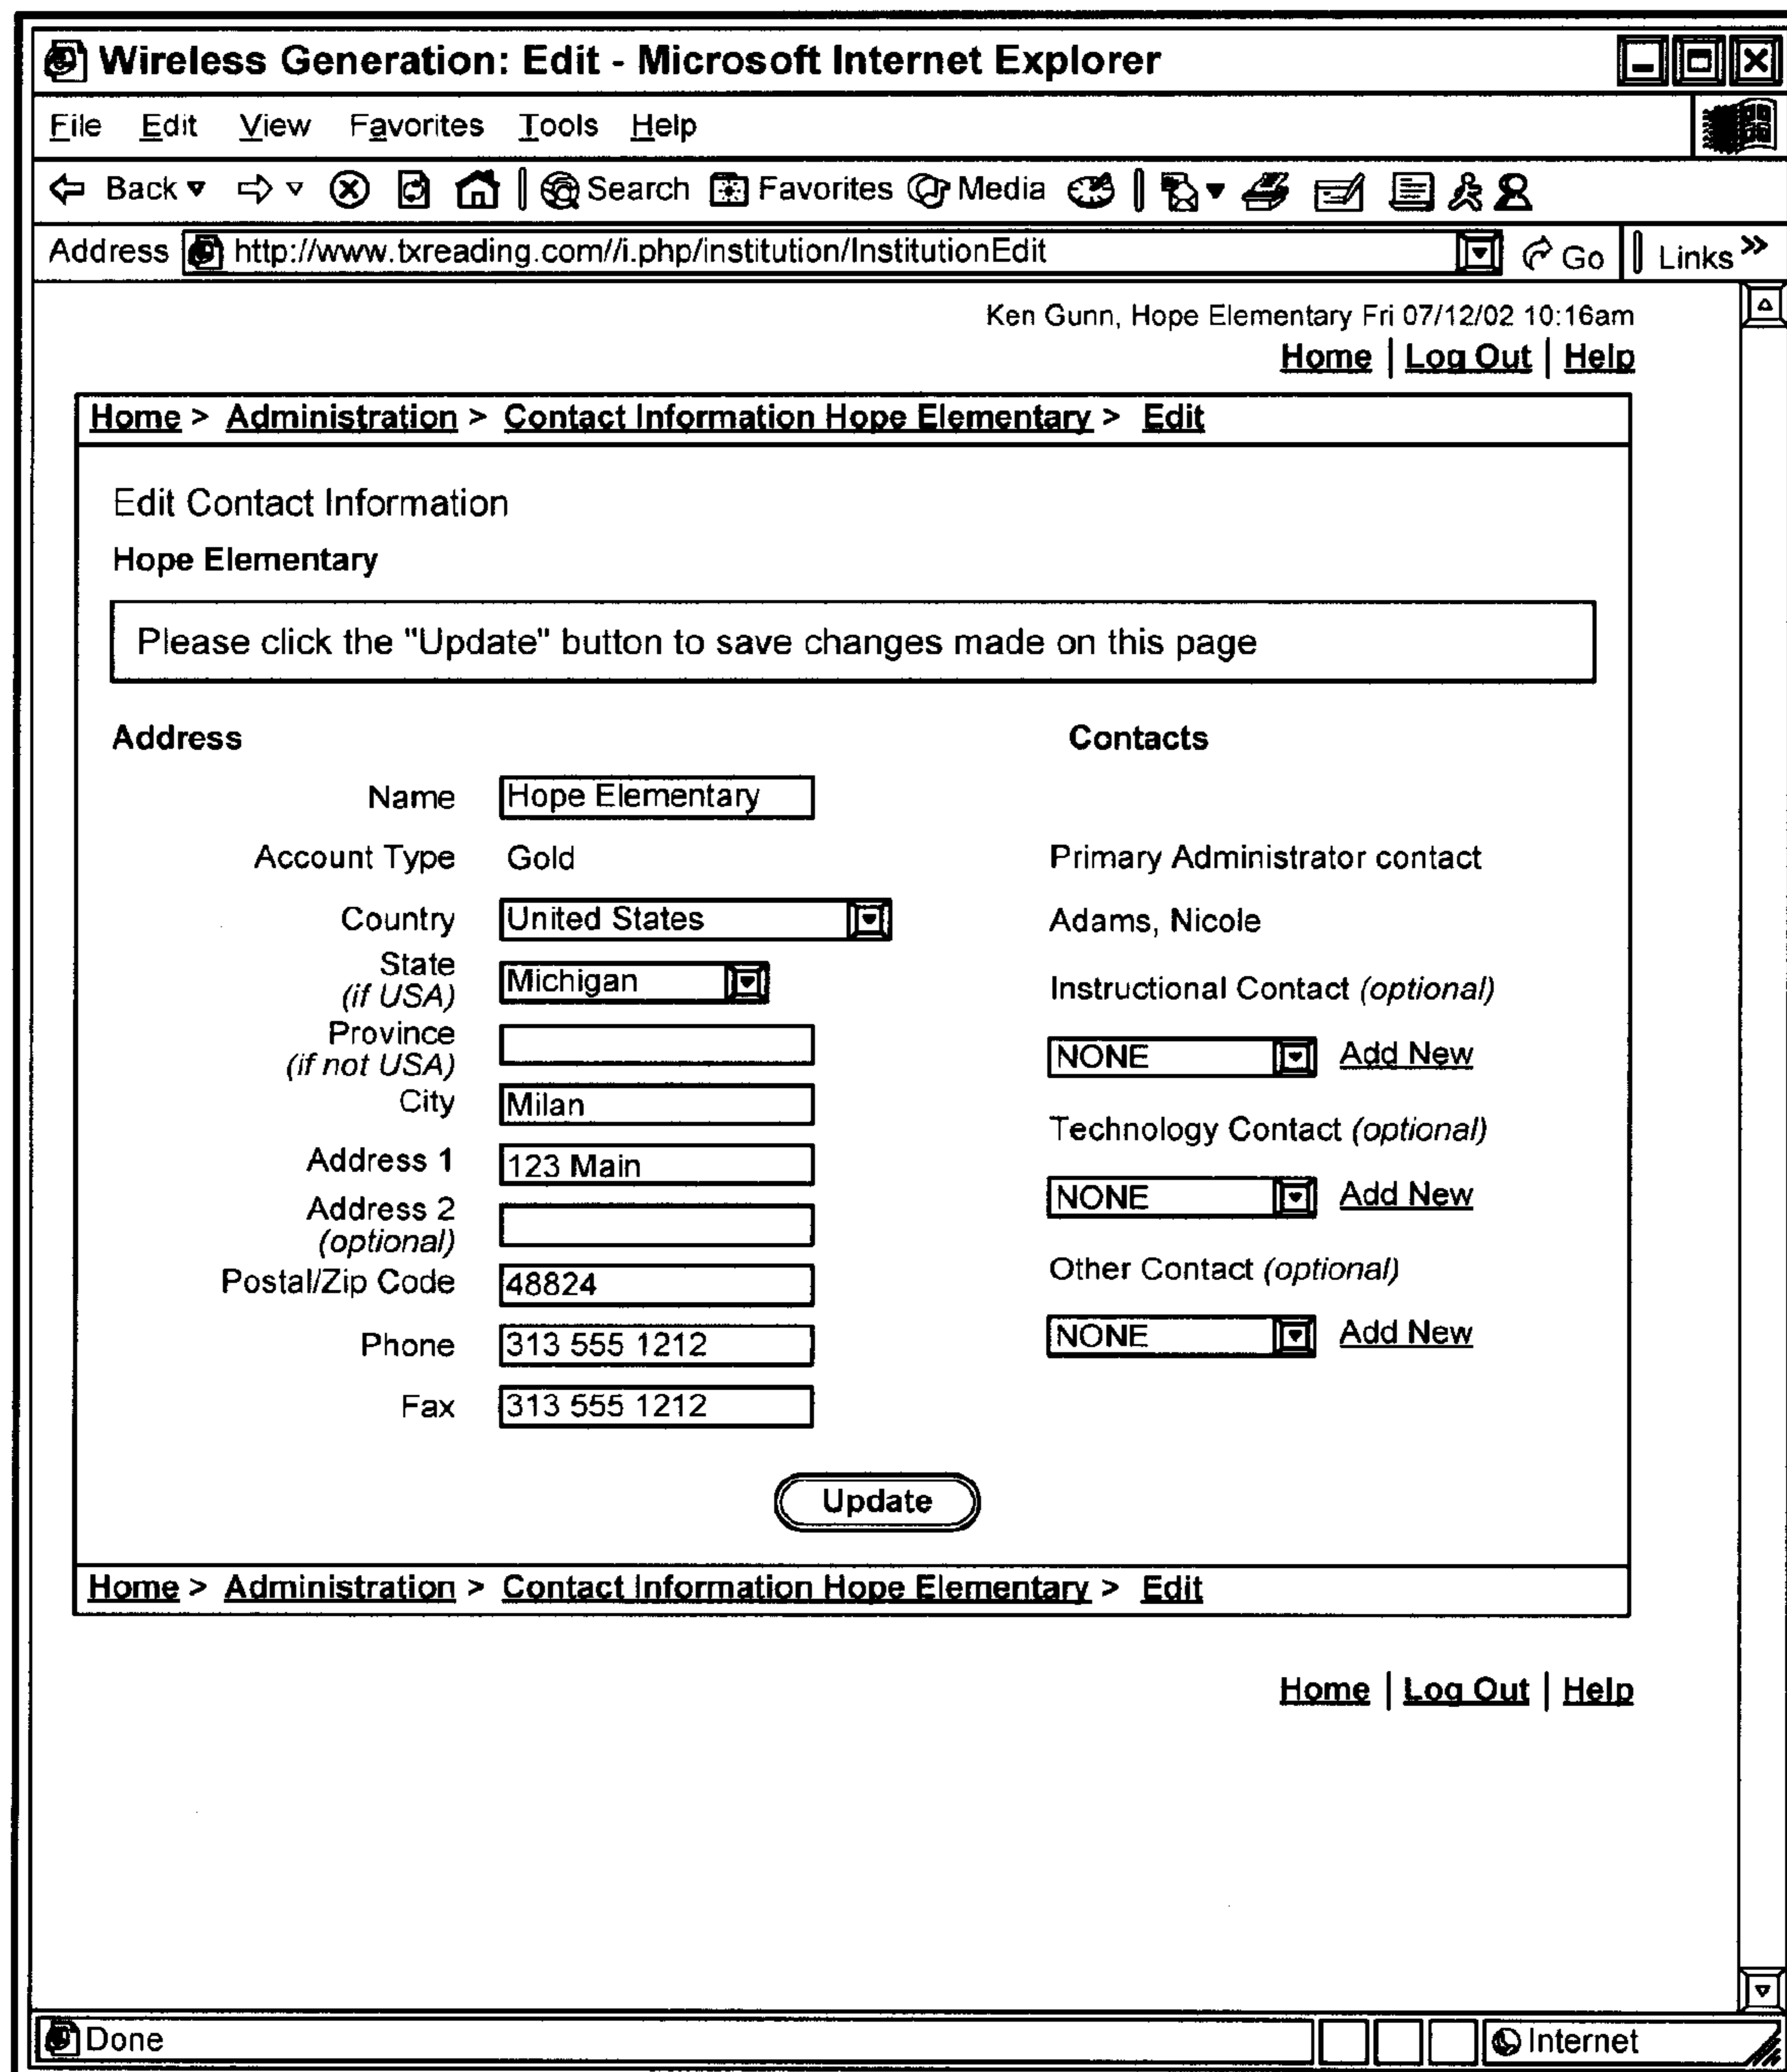 Wireless Generation: Edit - Microsoft Internet Explorer
File Edit View Favorites Tools Help
Back Search Favorites Media
Address http://www.txreading.com//i.php/institution/InstitutionEdit Go Links »
Ken Gunn, Hope Elementary Fri 07/12/02 10:16am
Home | Log Out | Help
Home > Administration > Contact Information Hope Elementary > Edit
Edit Contact Information
Hope Elementary
Please click the "Update" button to save changes made on this page
Address
Name Hope Elementary
Account Type Gold
Country United States
State
(if USA) Michigan
Province
(if not USA)
City Milan
Address 1 123 Main
Address 2
(optional)
Postal/Zip Code 48824
Phone 313 555 1212
Fax 313 555 1212
Contacts
Primary Administrator contact
Adams, Nicole
Instructional Contact (optional)
NONE Add New
Technology Contact (optional)
NONE Add New
Other Contact (optional)
NONE Add New
Update
Home > Administration > Contact Information Hope Elementary > Edit
Home | Log Out | Help
Done Internet